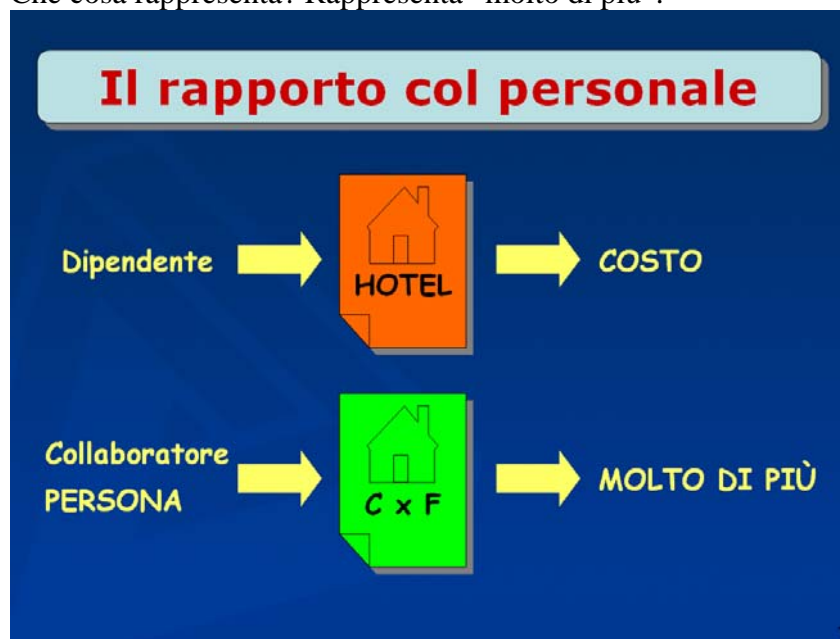 Che cosa rappresenta? Rappresenta "molto di più".
Il rapporto col personale
Dipendente
HOTEL
COSTO
Collaboratore
PERSONA
C x F
MOLTO DI PIÙ